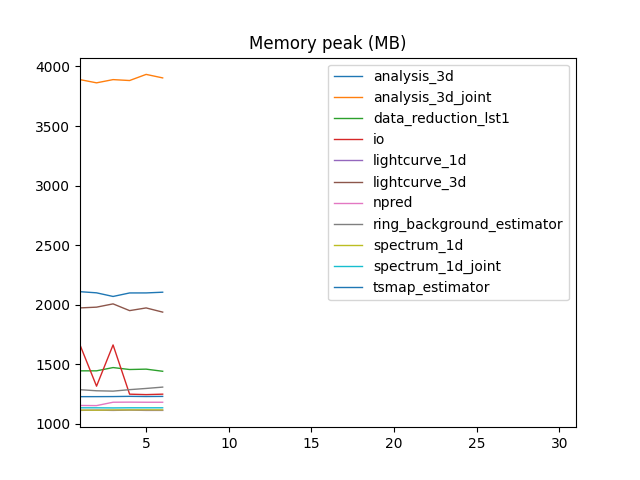 Memory peak (MB)
4000
3500
3000
2500
2000
1500
1000
5
10
15
20
25
30
analysis_3d
analysis_3d_joint
data_reduction_lst1
io
lightcurve_1d
lightcurve_3d
npred
ring_background_estimator
spectrum_1d
spectrum_1d_joint
tsmap_estimator